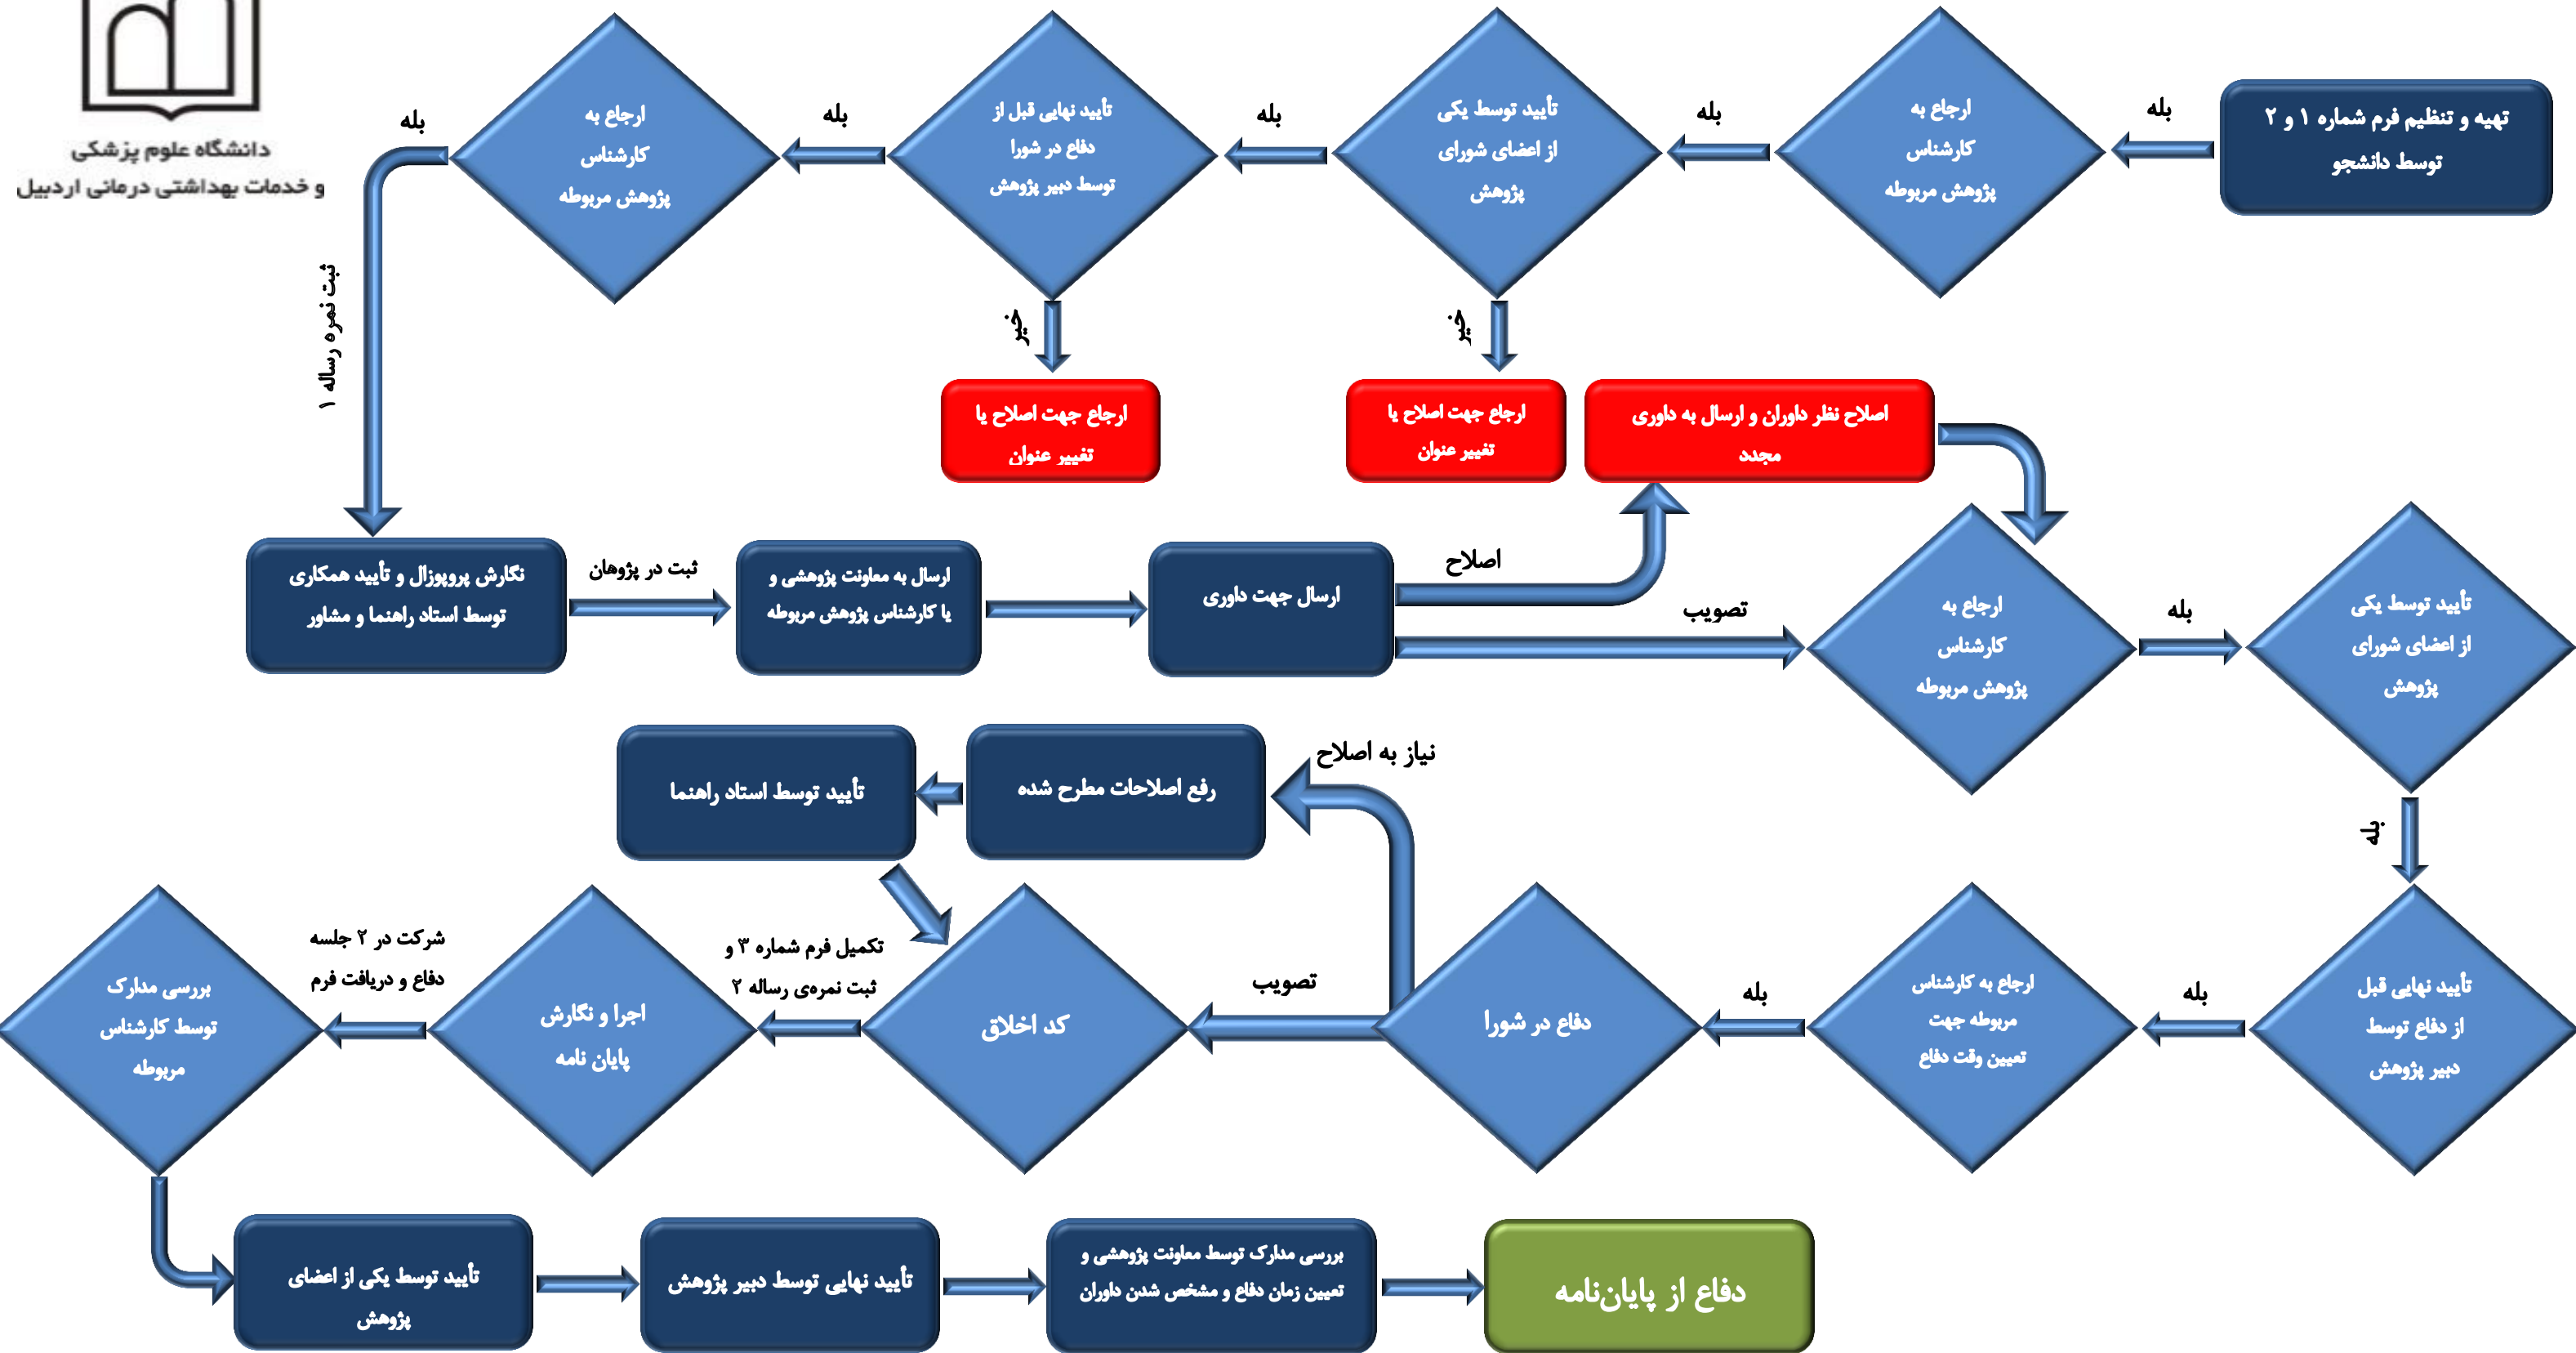 دانشگاه علوم پزشکی
و خدمات بهداشتی درمانی اردبیل
تهیه و تنظیم فرم شماره ۱ و ۲
توسط دانشجو
بله
ارجاع به
کارشناس
پژوهش مربوطه
بله
تأیید توسط یکی
از اعضای شورای
پژوهش
بله
تأیید نهایی قبل از
دفاع در شورا
توسط دبیر پژوهش
بله
ارجاع به
کارشناس
پژوهش مربوطه
بله
خیر
خیر
ثبت نمره رساله ۱
اصلاح نظر داوران و ارسال به داوری
مجدد
ارجاع جهت اصلاح یا
تغییر عنوان
ارجاع جهت اصلاح یا
تغییر عنوان
نگارش پروپوزال و تأیید همکاری
توسط استاد راهنما و مشاور
ثبت در پژوهان
ارسال به معاونت پژوهشی و
یا کارشناس پژوهش مربوطه
ارسال جهت داوری
اصلاح
تصویب
ارجاع به
کارشناس
پژوهش مربوطه
بله
تأیید توسط یکی
از اعضای شورای
پژوهش
بله
تأیید نهایی قبل
از دفاع توسط
دبیر پژوهش
بله
ارجاع به کارشناس
مربوطه جهت
تعیین وقت دفاع
بله
دفاع در شورا
نیاز به اصلاح
رفع اصلاحات مطرح شده
تأیید توسط استاد راهنما
تصویب
کد اخلاق
تکمیل فرم شماره ۳ و
ثبت نمره‌ی رساله ۲
اجرا و نگارش
پایان نامه
شرکت در ۲ جلسه
دفاع و دریافت فرم
بررسی مدارک
توسط کارشناس
مربوطه
تأیید توسط یکی از اعضای
پژوهش
تأیید نهایی توسط دبیر پژوهش
بررسی مدارک توسط معاونت پژوهشی و
تعیین زمان دفاع و مشخص شدن داوران
دفاع از پایان‌نامه